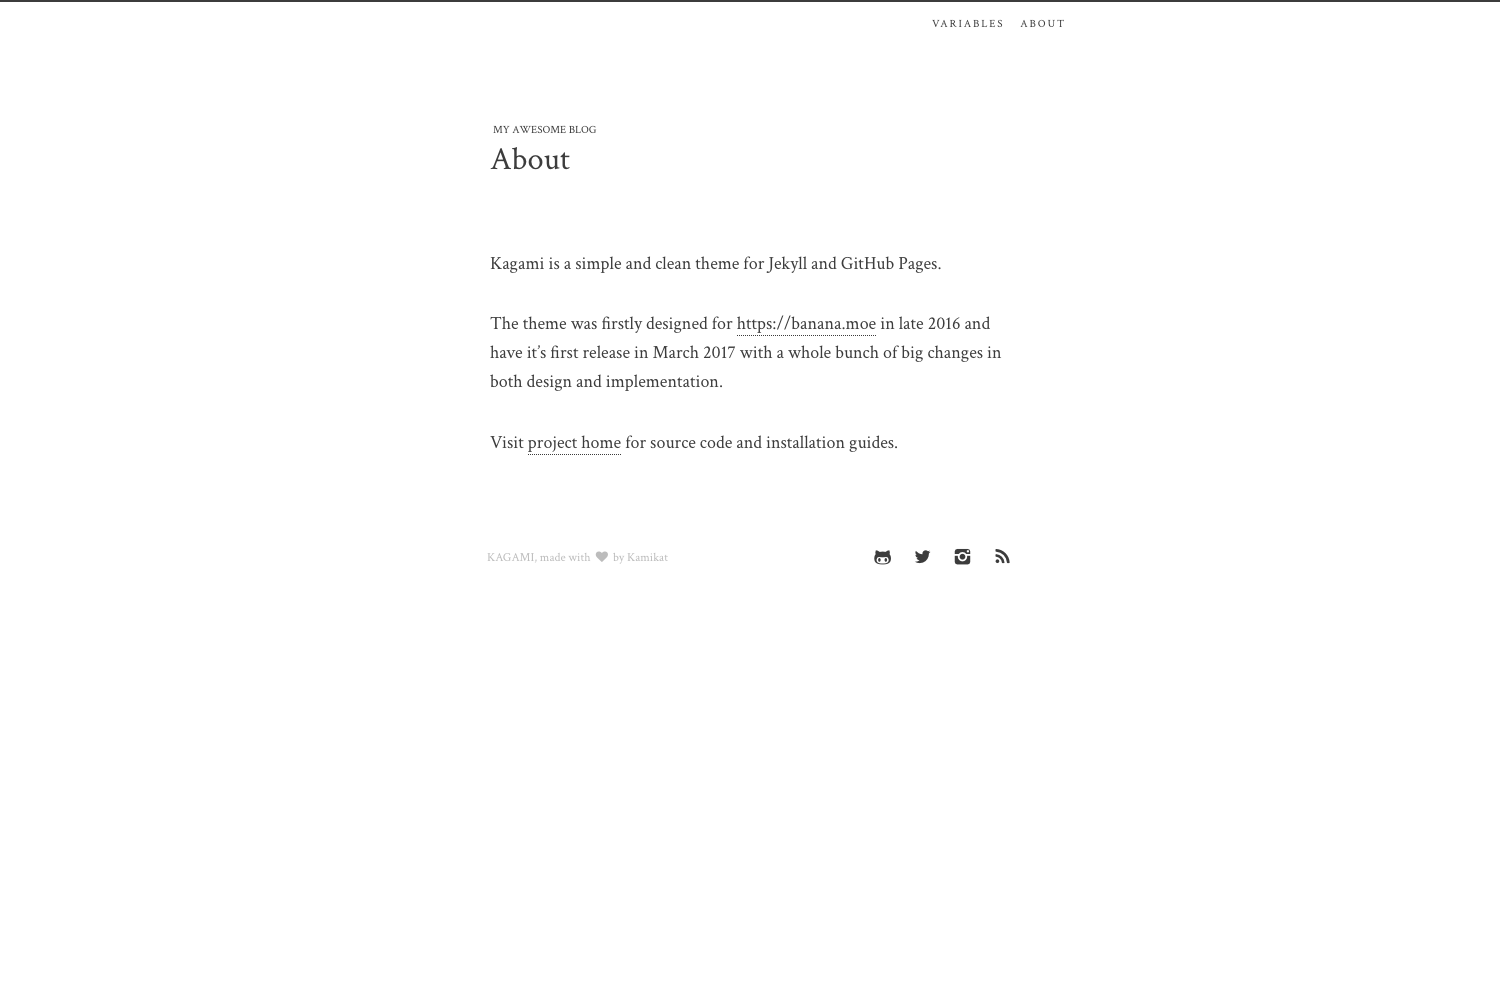 VARIABLES ABOUT
MY AWESOME BLOG
About
Kagami is a simple and clean theme for Jekyll and GitHub Pages.
The theme was firstly designed for https://banana.moe in late 2016 and
have it’s first release in March 2017 with a whole bunch of big changes in
both design and implementation.
Visit project home for source code and installation guides.
KAGAMI, made with ♥ by Kamikat